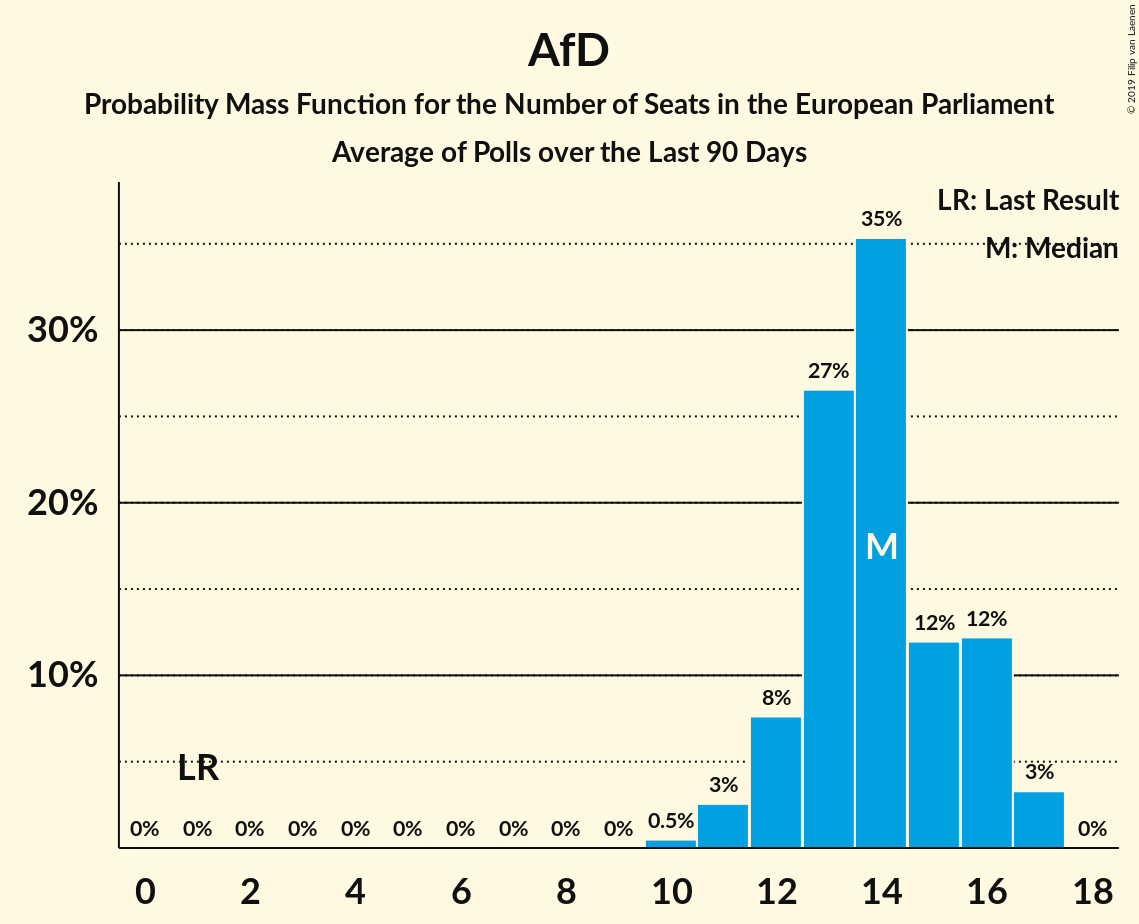 AfD
Probability Mass Function for the Number of Seats in the European Parliament
Average of Polls over the Last 90 Days
© 2019 Filip van Laenen
LR: Last Result
M: Median
35%
30%
27%
20%
M
12% 12%
10%
8%
LR
3% 3%
0% 0% 0% 0% 0% 0% 0% 0% 0% 0% 0.5% 0%
0 2 4 6 8 10 12 14 16 18